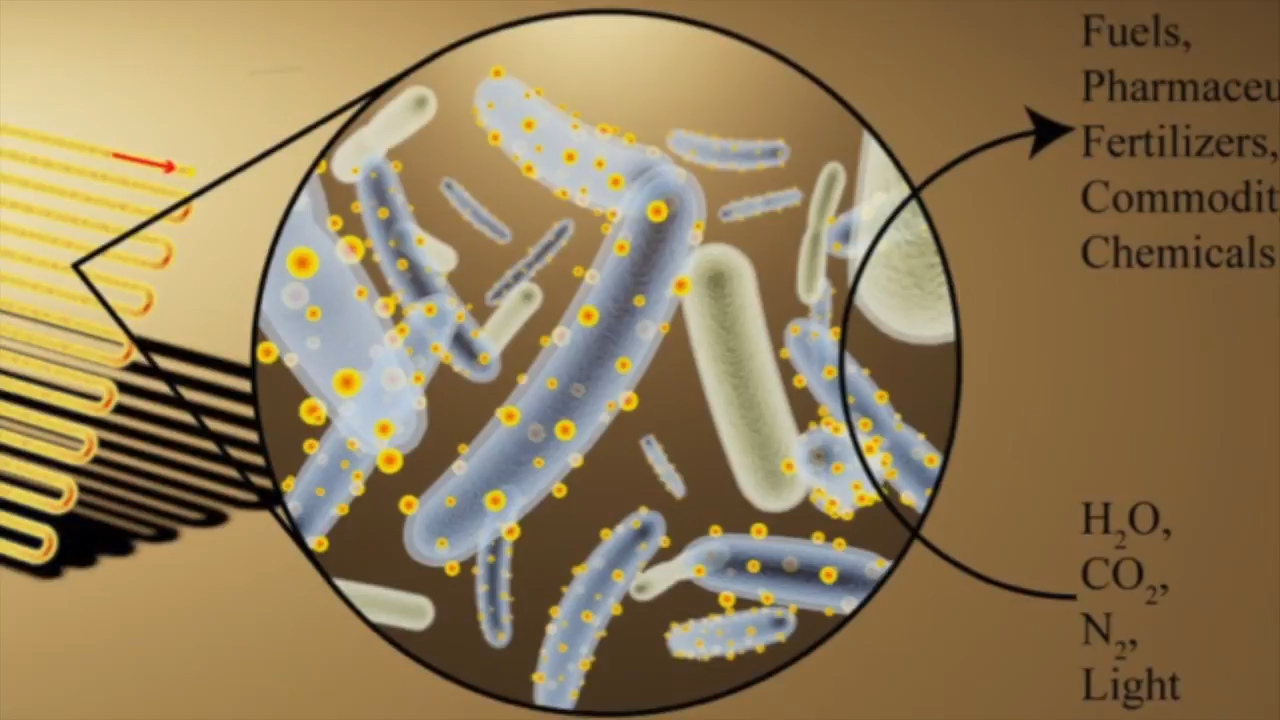 Fuels,
Pharmaceu
Fertilizers,
Commodit
Chemicals
H₂O,
CO₂,
N₂,
Light